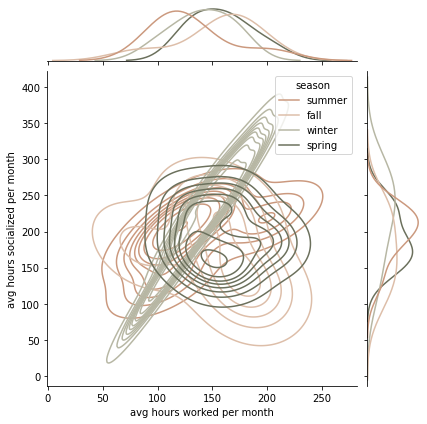 season
summer
fall
winter
spring
400
350
300
250
200
150
100
50
0
avg hours socialized per month
0 50 100 150 200 250
avg hours worked per month